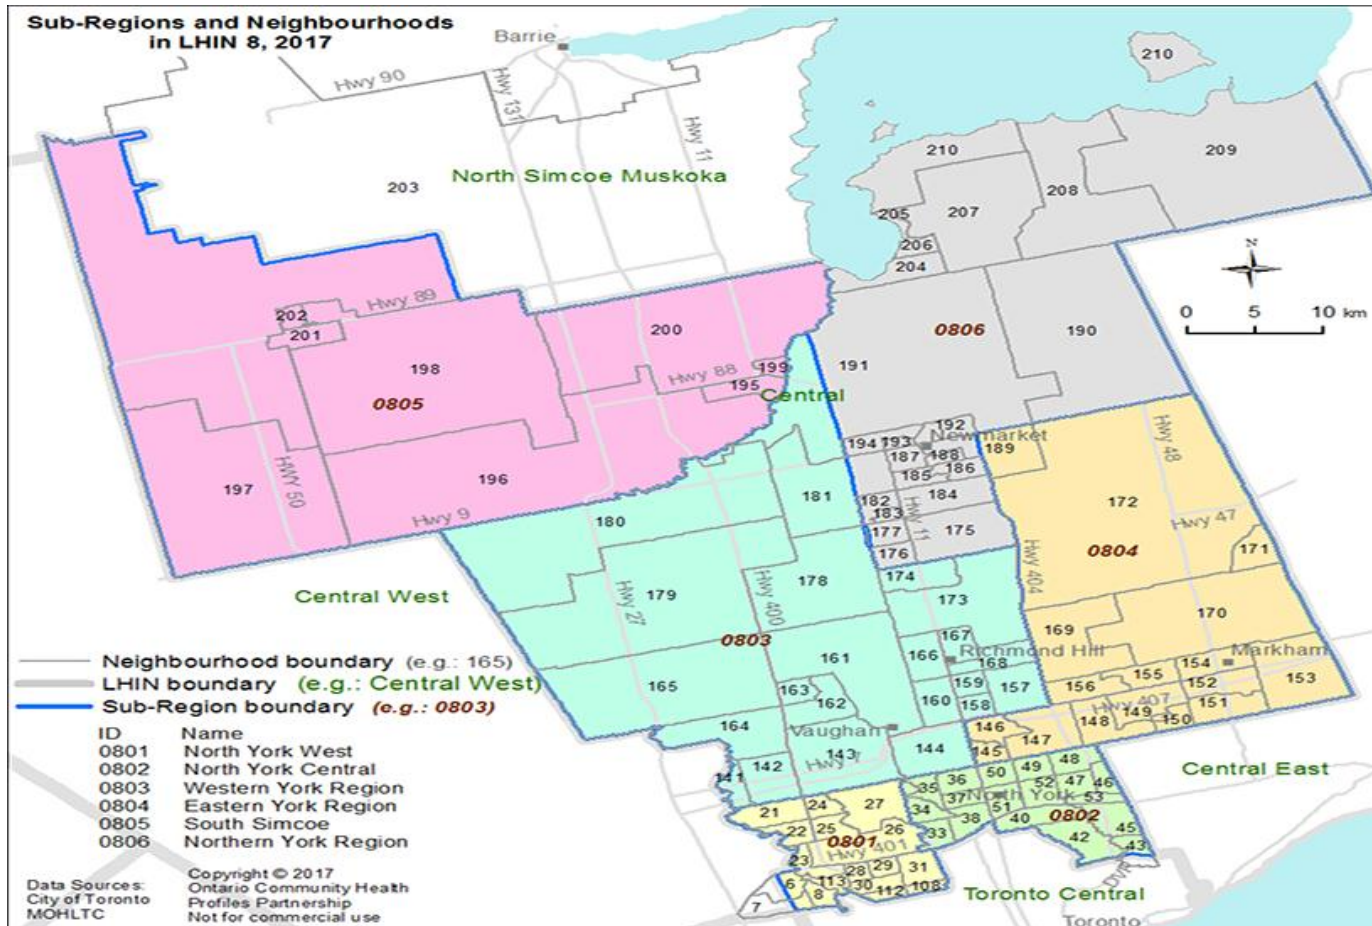 Sub-Regions and Neighbourhoods
in LHIN 8, 2017
Barrie
210
Hwy 90
Hwy 131
Hwy 11
North Simcoe Muskoka
203
210
209
208
205
207
206
204
N
0 5 10 km
202
Hwy 89
201
200
198
0805
199
Hwy 88
195
Central
191
0806
190
192
194
193
Newmarket
187
188
189
185
186
Hwy 48
197
HWY 50
196
Hwy 9
180
181
182
184
183
Hwy 11
177
175
176
172
Hwy 47
0804
171
Hwy 404
Central West
179
Hwy 27
178
Hwy 400
174
173
0803
170
169
167
166
Richmond Hill
168
161
165
163
162
159
160
158
157
164
Vaughan
143
144
142
141
Hwy 7
156
155
154
Markham
152
153
151
Hwy 407
148
149
150
146
147
145
Central East
36
50
49
48
35
37
North York
52
47
46
53
51
34
38
40
0802
33
42
45
43
21
24
27
22
25
26
0801
Hwy 401
23
28
29
31
6
113
30
8
112
108
7
DVP
Toronto Central
Toronto
Neighbourhood boundary (e.g.: 165)
LHIN boundary (e.g.: Central West)
Sub-Region boundary (e.g.: 0803)
ID Name
0801 North York West
0802 North York Central
0803 Western York Region
0804 Eastern York Region
0805 South Simcoe
0806 Northern York Region
Data Sources:
City of Toronto
MOHLTC
Copyright © 2017
Ontario Community Health
Profiles Partnership
Not for commercial use